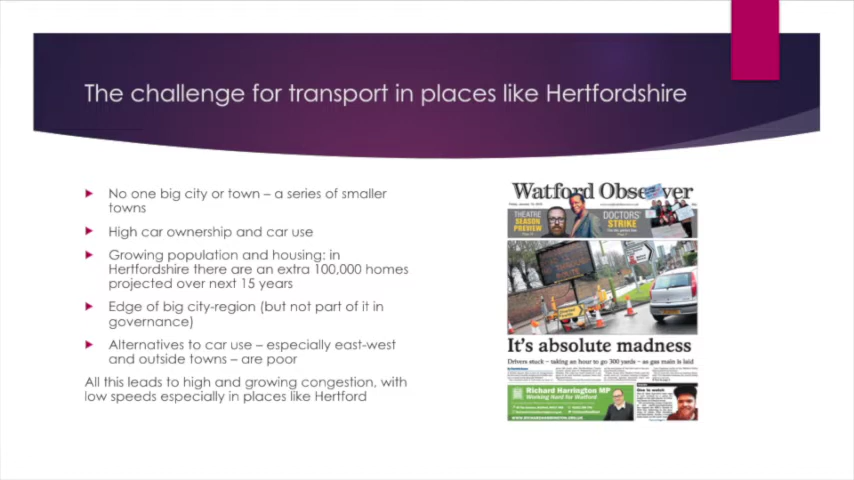 The challenge for transport in places like Hertfordshire
No one big city or town – a series of smaller
towns
High car ownership and car use
Growing population and housing: in
Hertfordshire there are an extra 100,000 homes
projected over next 15 years
Edge of big city-region (but not part of it in
governance)
Alternatives to car use – especially east-west
and outside towns – are poor
All this leads to high and growing congestion, with
low speeds especially in places like Hertford
Watford Observer
THEATRE
SEASON
PREVIEW
DOCTORS'
STRIKE
It's absolute madness
Drivers stuck - taking an hour to go 300 yards - as gas main is laid
Richard Harrington MP
Working Hard for Watford